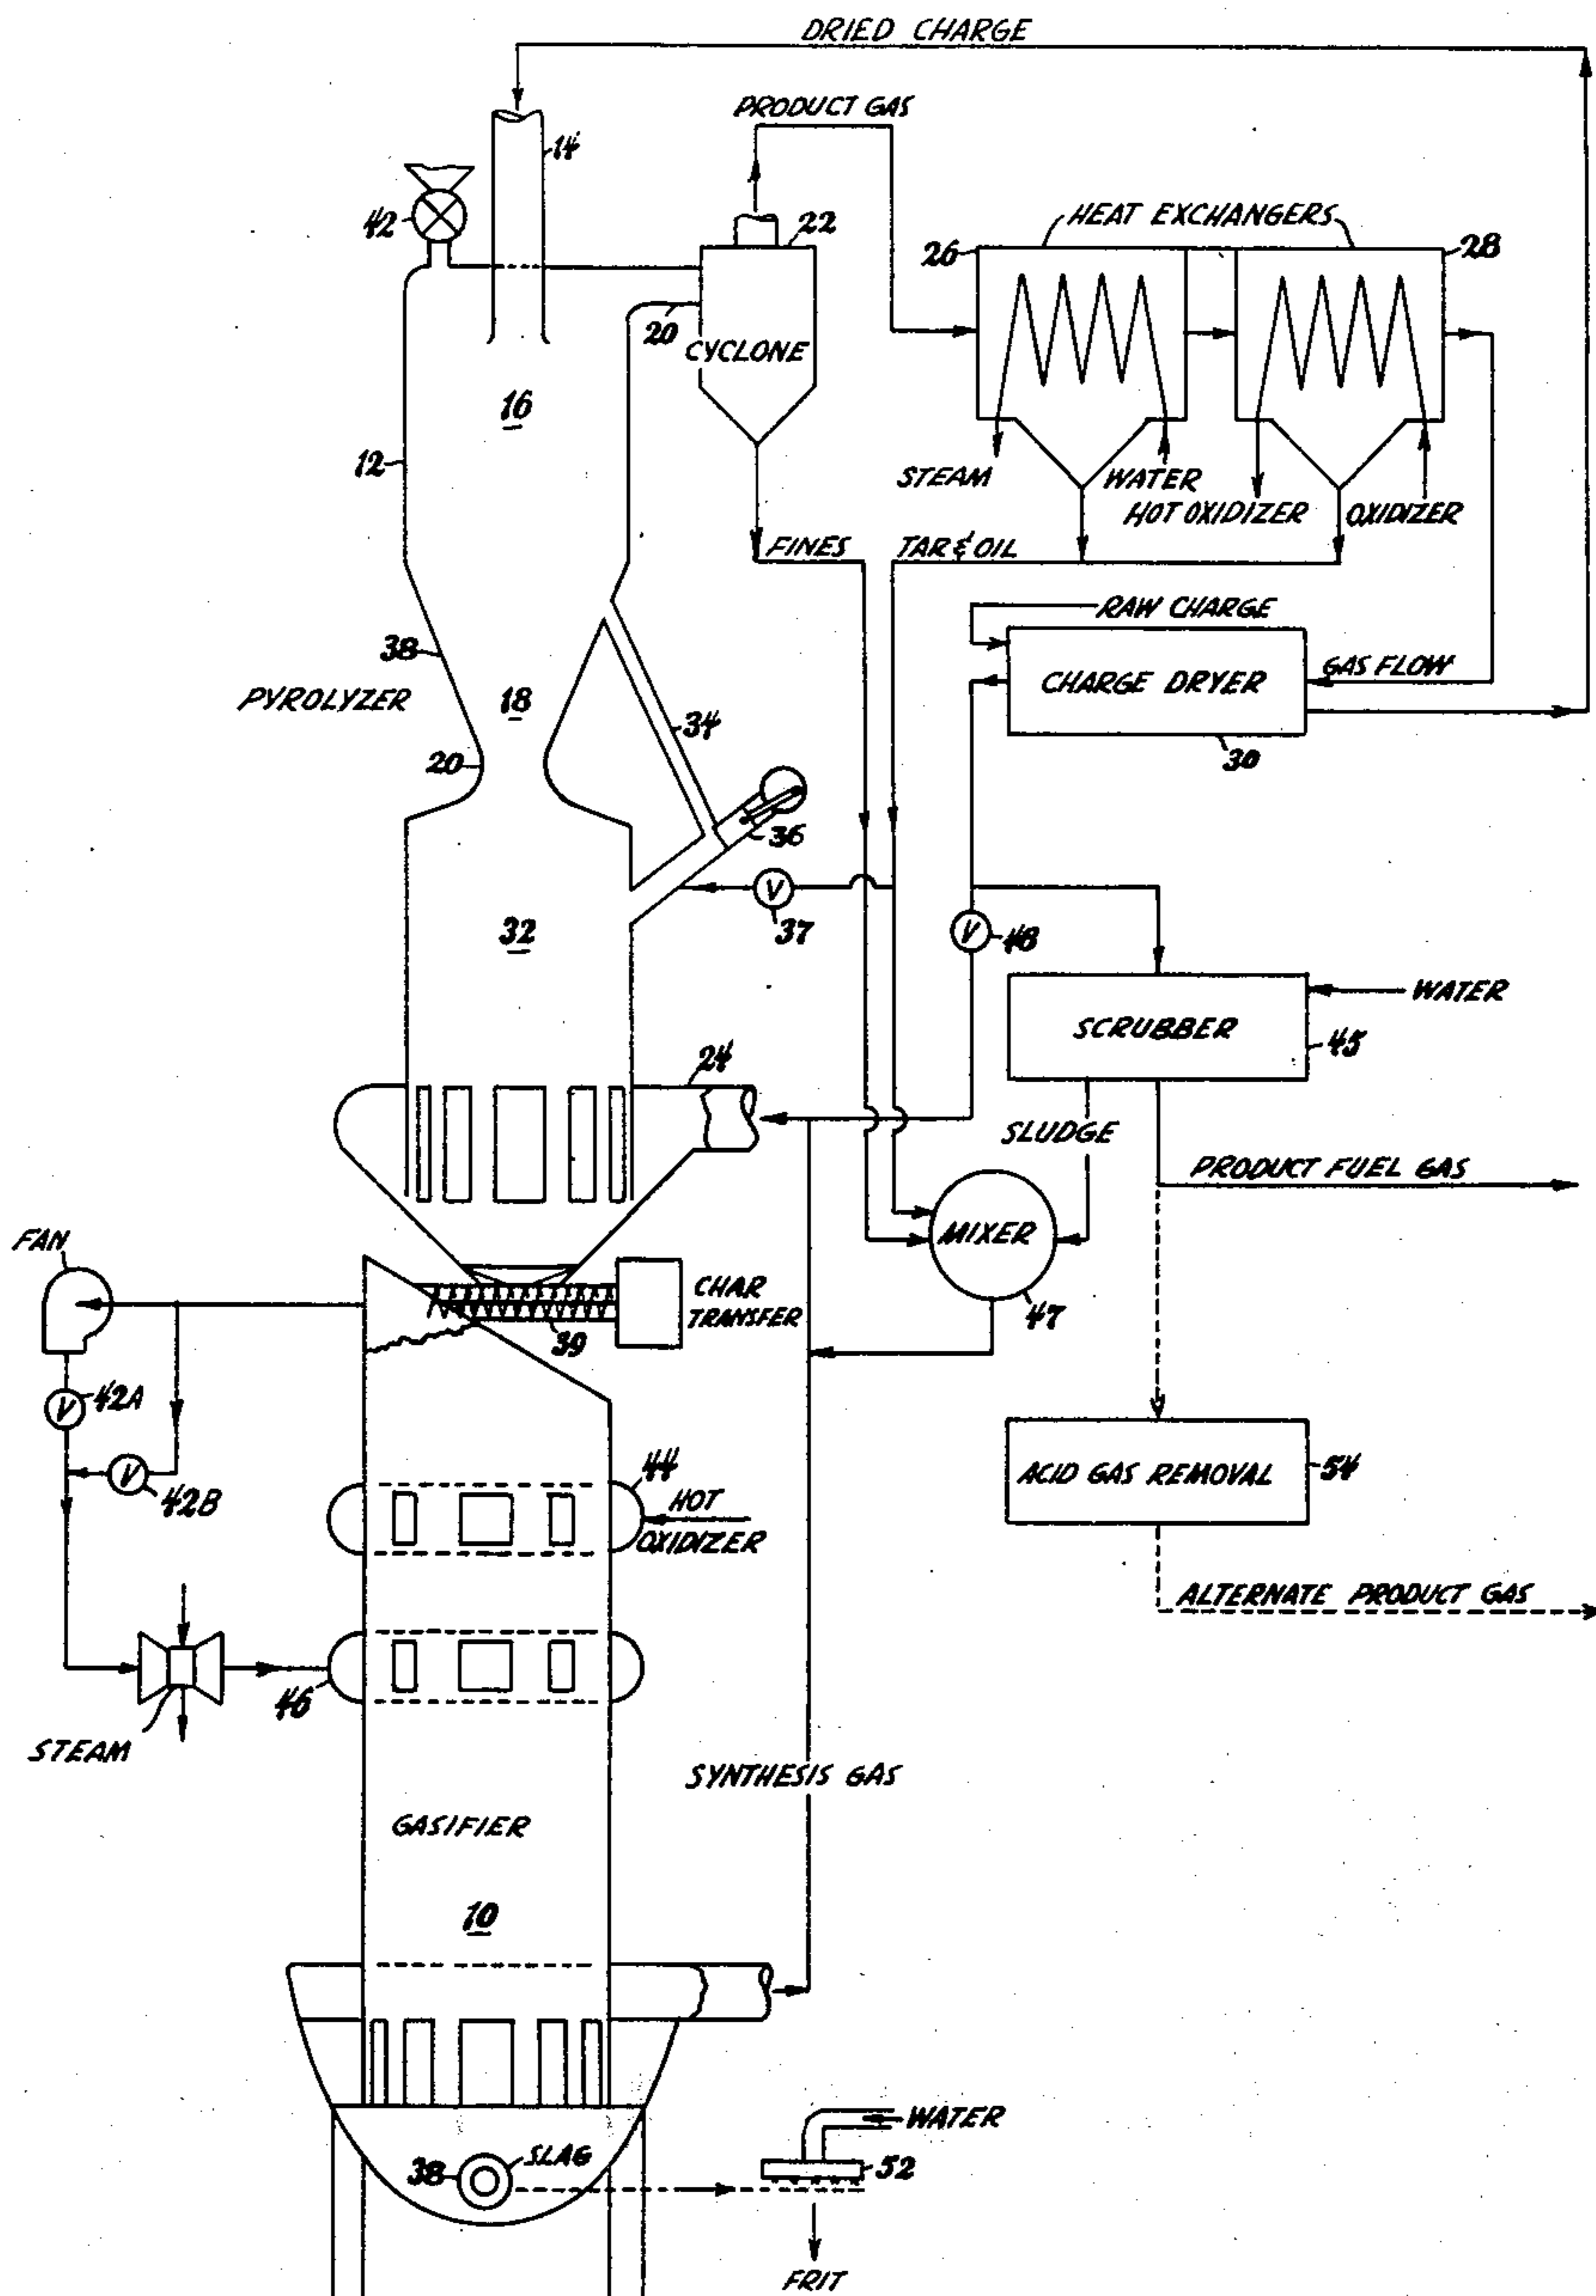 DRIED CHARGE
PRODUCT GAS
14
42
22
HEAT EXCHANGERS
26
28
20
CYCLONE
16
12
STEAM
WATER
HOT OXIDIZER
OXIDIZER
FINES
TAR & OIL
RAW CHARGE
38
CHARGE DRYER
GAS FLOW
PYROLYZER
18
34
20
30
36
V
37
32
V
48
WATER
SCRUBBER
45
24
SLUDGE
PRODUCT FUEL GAS
FAN
MIXER
CHAR
TRANSFER
39
47
V
42A
V
42B
44
HOT
OXIDIZER
ACID GAS REMOVAL
54
ALTERNATE PRODUCT GAS
46
STEAM
SYNTHESIS GAS
GASIFIER
10
WATER
SLAG
38
52
FRIT